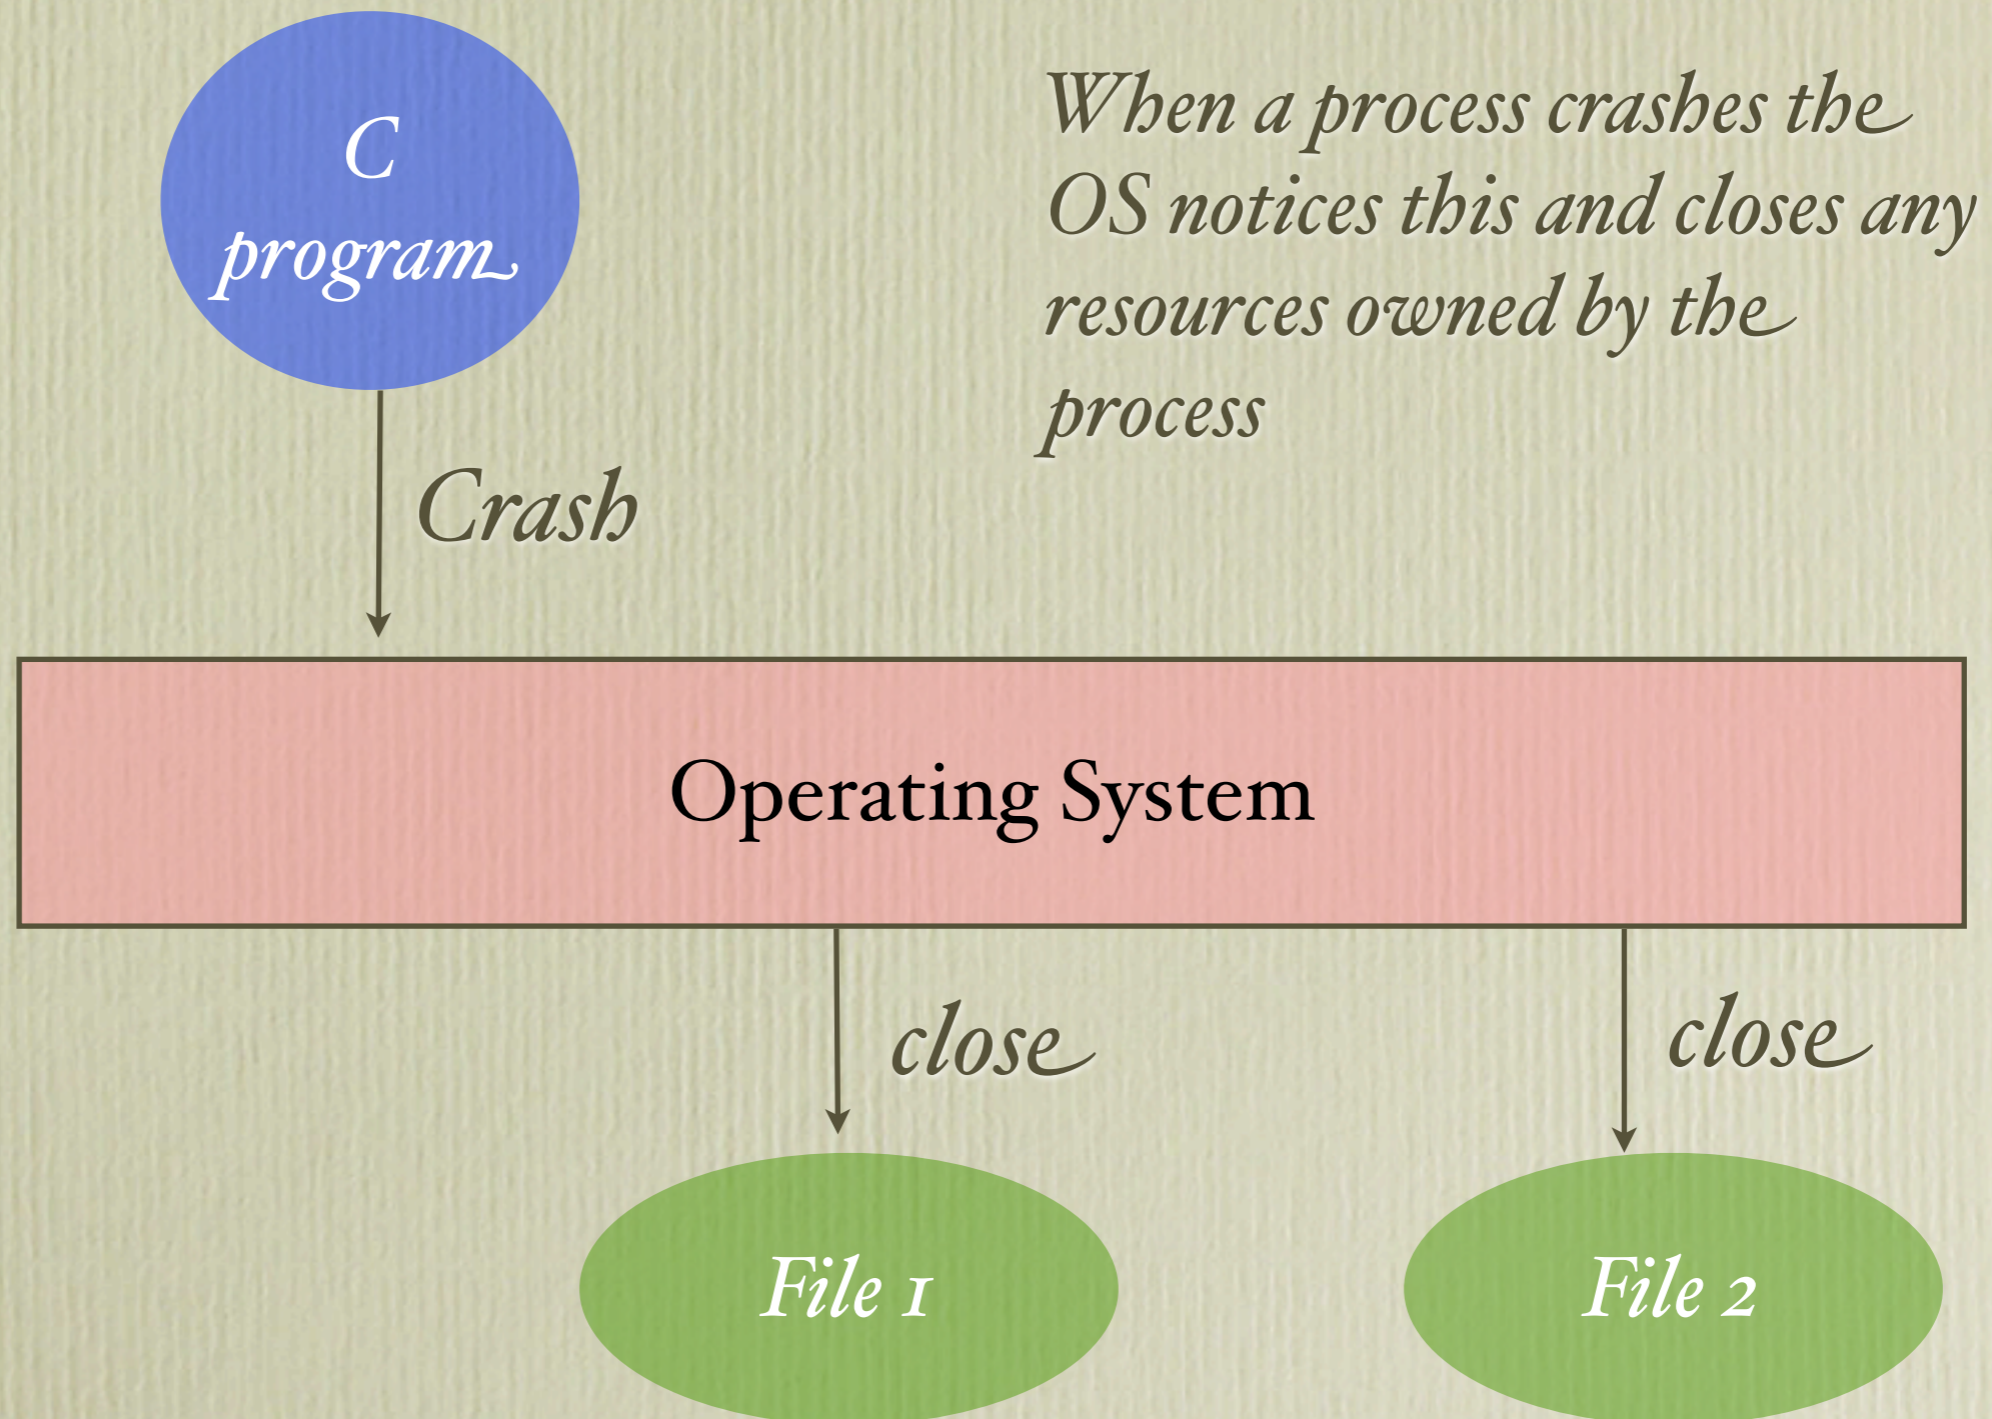 C
program
When a process crashes the
OS notices this and closes any
resources owned by the
process
Crash
Operating System
close
close
File 1
File 2